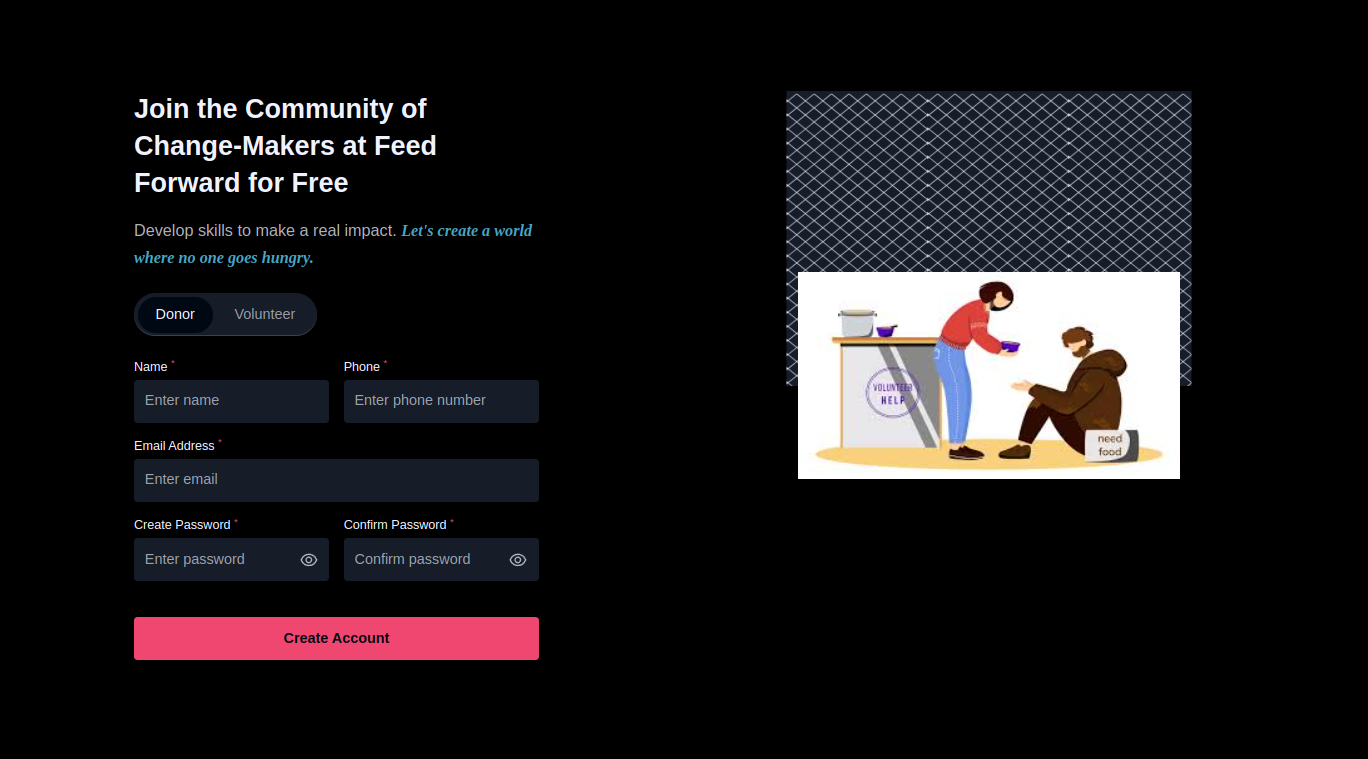 Join the Community of
Change-Makers at Feed
Forward for Free
Develop skills to make a real impact. Let's create a world
where no one goes hungry.
Donor Volunteer
Name * Phone *
Enter name Enter phone number
Email Address *
Enter email
Create Password * Confirm Password *
Enter password Confirm password
Create Account
VOLUNTEER
HELP
need
food